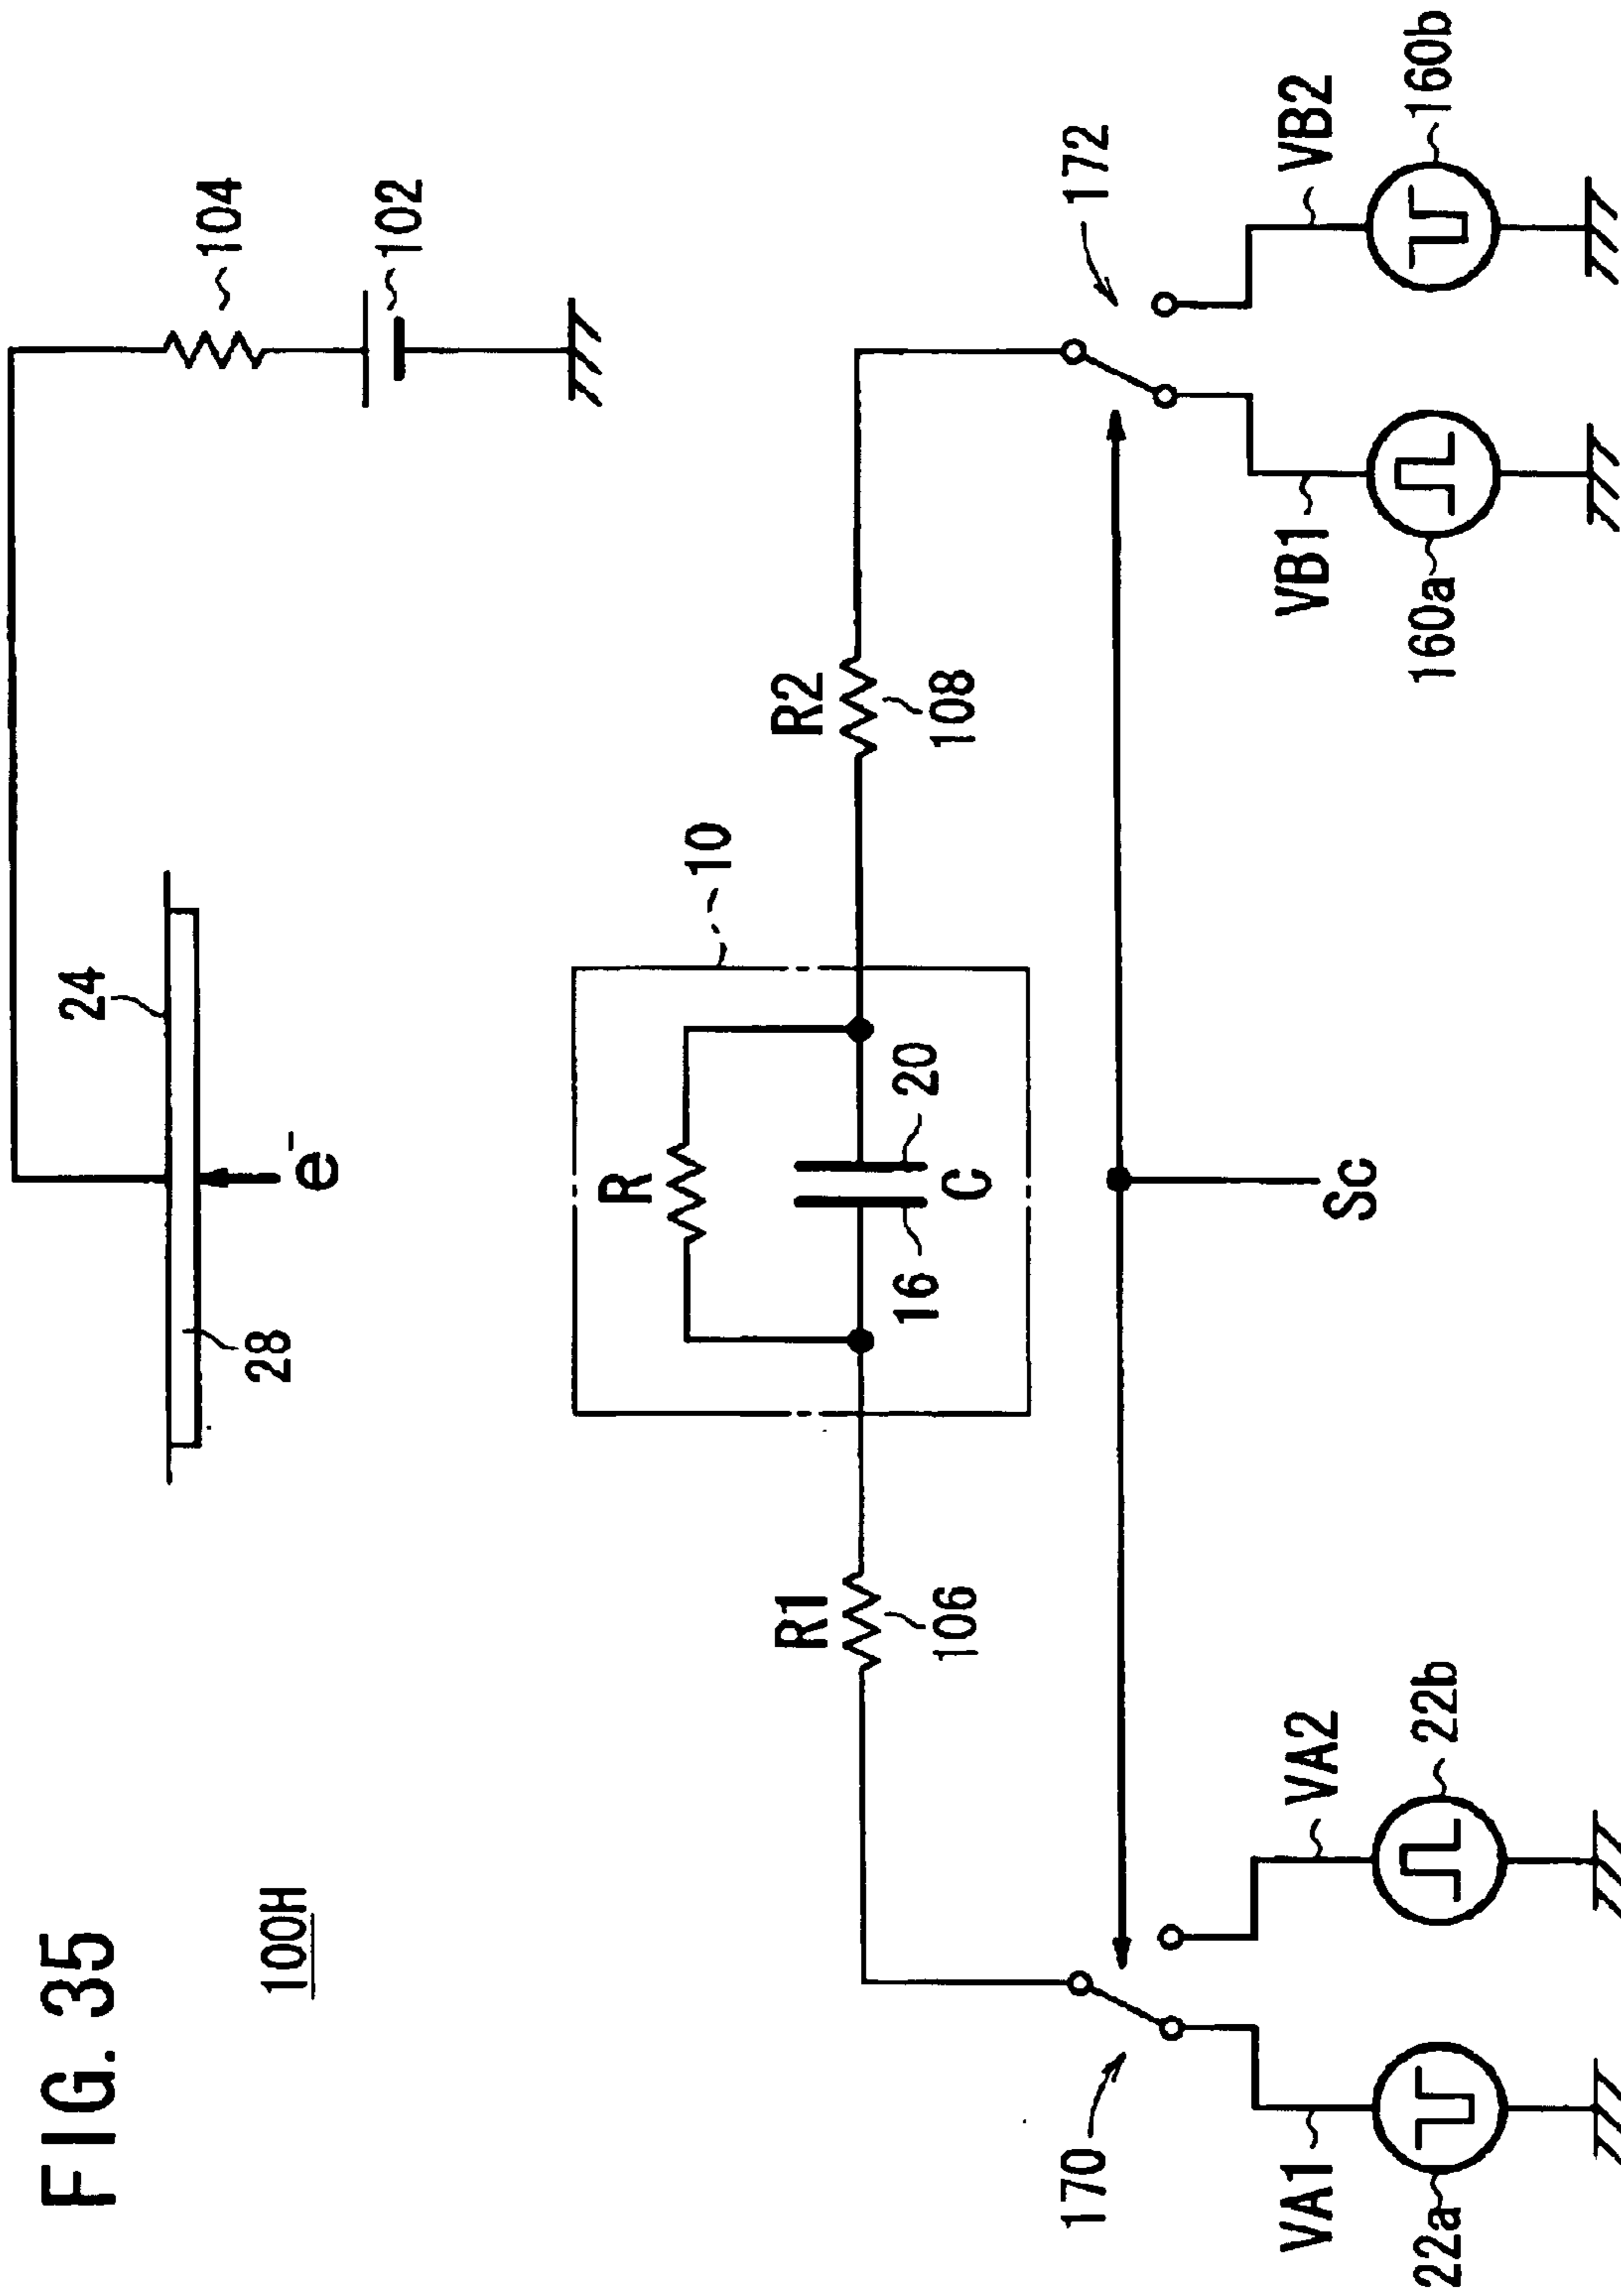 FIG. 35
100H
24
28
e-
104
102
10
R
16
C
20
R1
106
R2
108
170
172
Sc
VA1
VA2
VB1
VB2
22a
22b
160a
160b